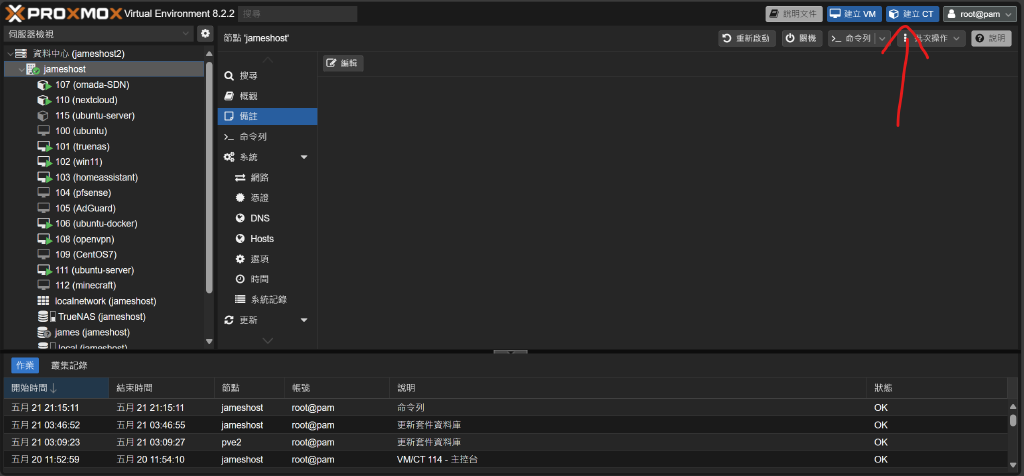 PROXMOX Virtual Environment 8.2.2 搜尋 說明文件 建立 VM 建立 CT root@pam
伺服器檢視
資料中心 (jameshost2)
jameshost
107 (omada-SDN)
110 (nextcloud)
115 (ubuntu-server)
100 (ubuntu)
101 (truenas)
102 (win11)
103 (homeassistant)
104 (pfsense)
105 (AdGuard)
106 (ubuntu-docker)
108 (openvpn)
109 (CentOS7)
111 (ubuntu-server)
112 (minecraft)
localnetwork (jameshost)
TrueNAS (jameshost)
james (jameshost)
local (jameshost)
節點 'jameshost' 重新啟動 關機 命令列 批次操作 說明
搜尋
概觀
備註
命令列
系統
網路
憑證
DNS
Hosts
選項
時間
系統記錄
更新
編輯
作業 叢集記錄
開始時間 結束時間 節點 帳號 說明 狀態
五月 21 21:15:11 五月 21 21:15:11 jameshost root@pam 命令列 OK
五月 21 03:46:52 五月 21 03:46:55 jameshost root@pam 更新套件資料庫 OK
五月 21 03:09:23 五月 21 03:09:27 pve2 root@pam 更新套件資料庫 OK
五月 20 11:52:59 五月 20 11:54:10 jameshost root@pam VM/CT 114 - 主控台 OK